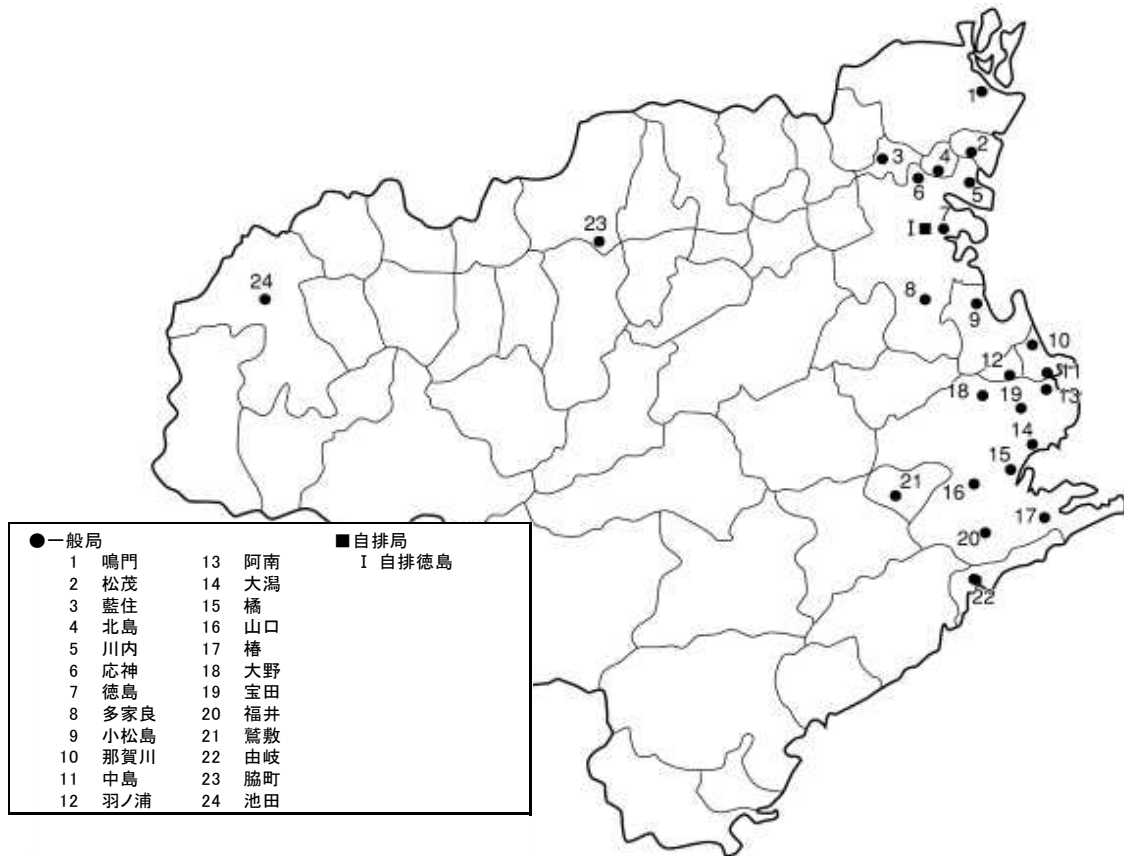 1
2
3
4
6
5
7
I
23
24
8
9
10
12
11
18
19
13
14
15
21
16
17
20
22
●一般局 ■自排局
1 鳴門 13 阿南 I 自排徳島
2 松茂 14 大潟
3 藍住 15 橘
4 北島 16 山口
5 川内 17 椿
6 応神 18 大野
7 徳島 19 宝田
8 多家良 20 福井
9 小松島 21 鷲敷
10 那賀川 22 由岐
11 中島 23 脇町
12 羽ノ浦 24 池田